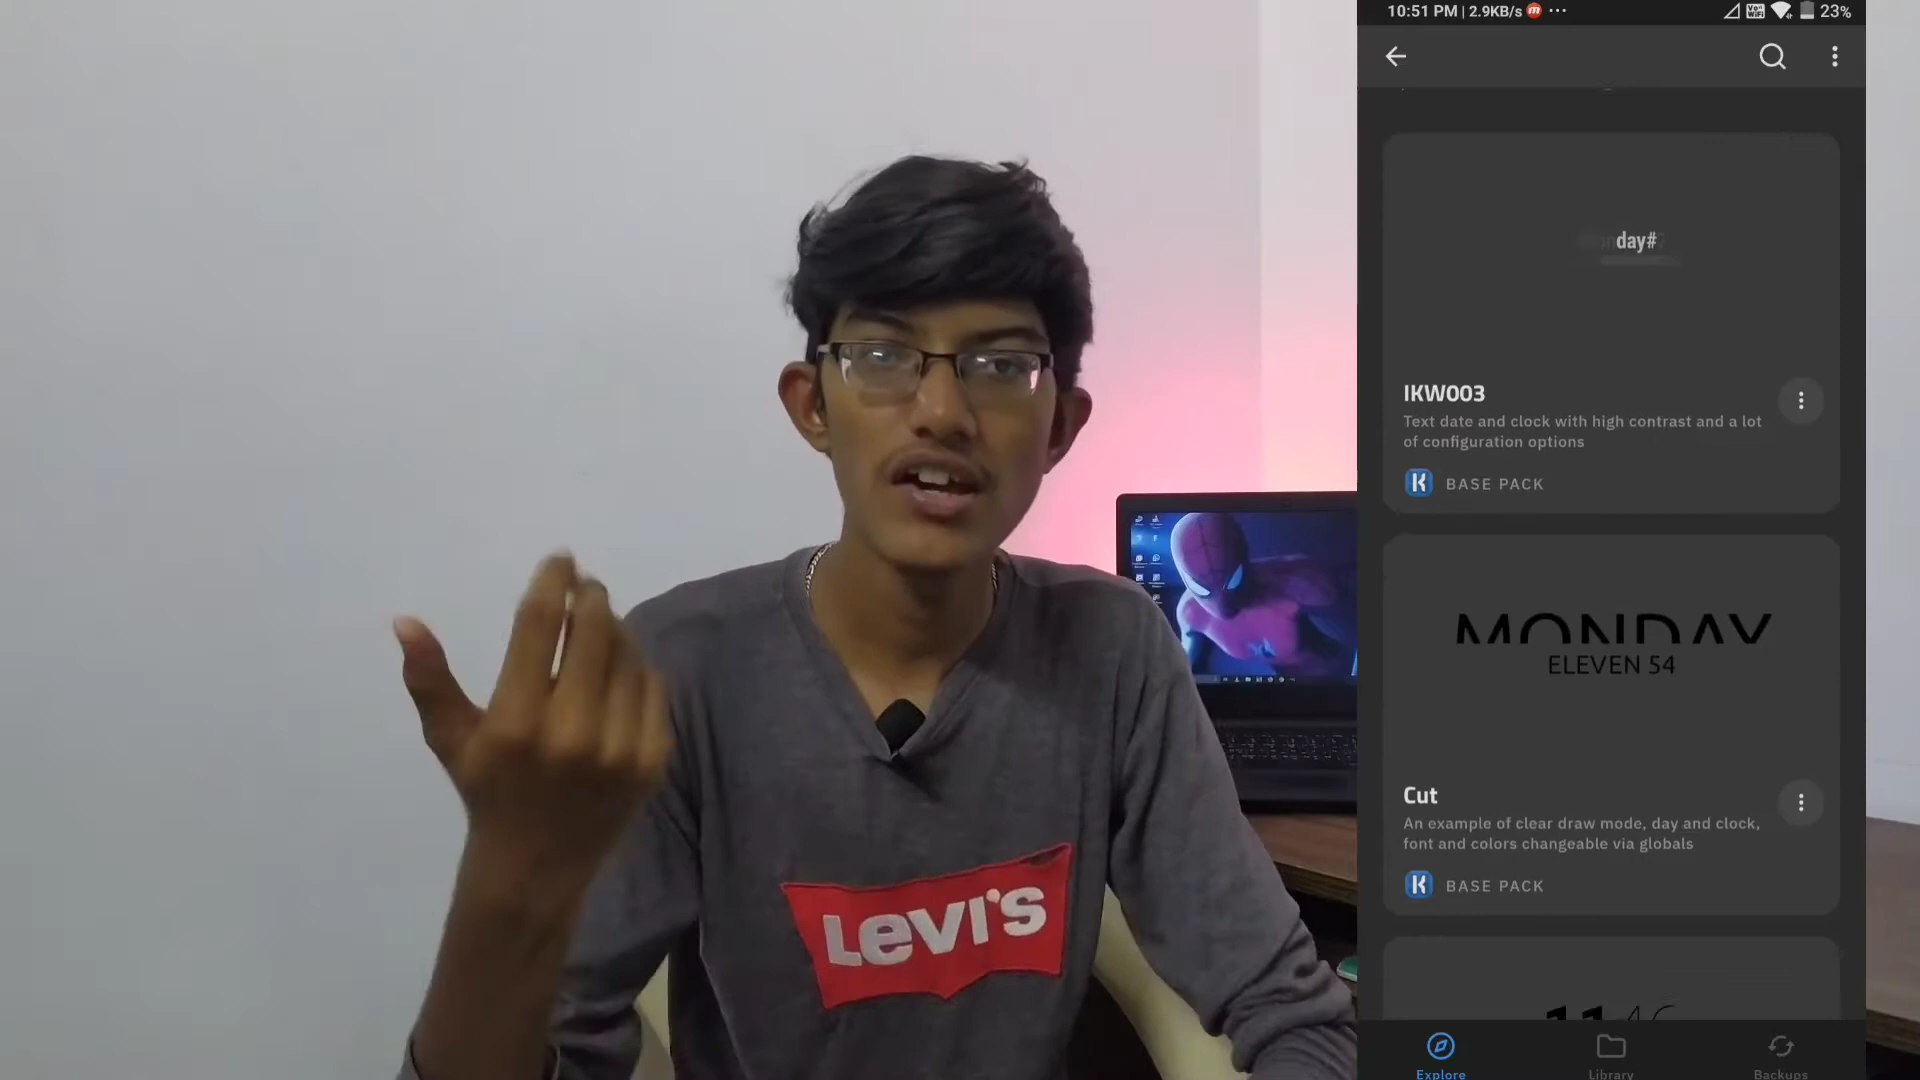 10:51 PM | 2.9KB/s m ...
Vo WiFi
23%
day#
IKW003
Text date and clock with high contrast and a lot
of configuration options
BASE PACK
MONDAY
ELEVEN 54
Cut
An example of clear draw mode, day and clock,
font and colors changeable via globals
BASE PACK
Explore
Library
Backups
Levi's